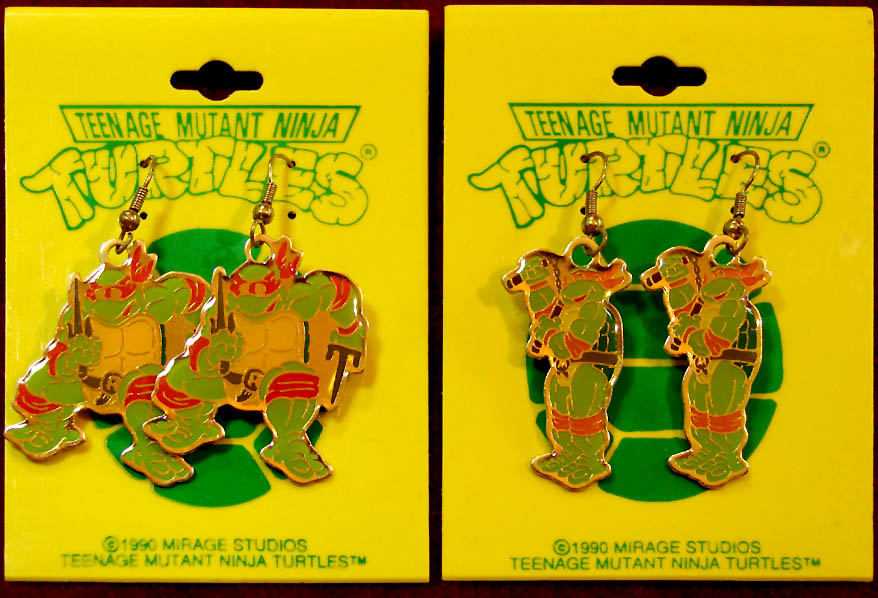 TEENAGE MUTANT NINJA
TURTLES®
©1990 MIRAGE STUDIOS
TEENAGE MUTANT NINJA TURTLES™
TEENAGE MUTANT NINJA
TURTLES®
©1990 MIRAGE STUDIOS
TEENAGE MUTANT NINJA TURTLES™